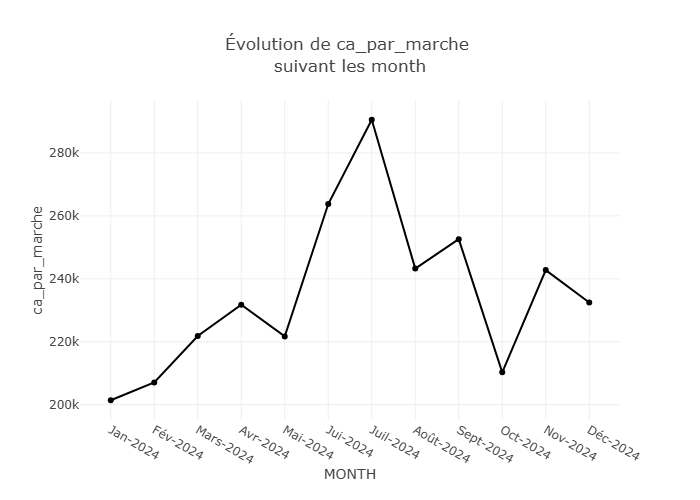 Évolution de ca_par_marche
suivant les month
ca_par_marche
280k
260k
240k
220k
200k
Jan-2024
Fév-2024
Mars-2024
Avr-2024
Mai-2024
Jui-2024
Juil-2024
Août-2024
Sept-2024
Oct-2024
Nov-2024
Déc-2024
MONTH